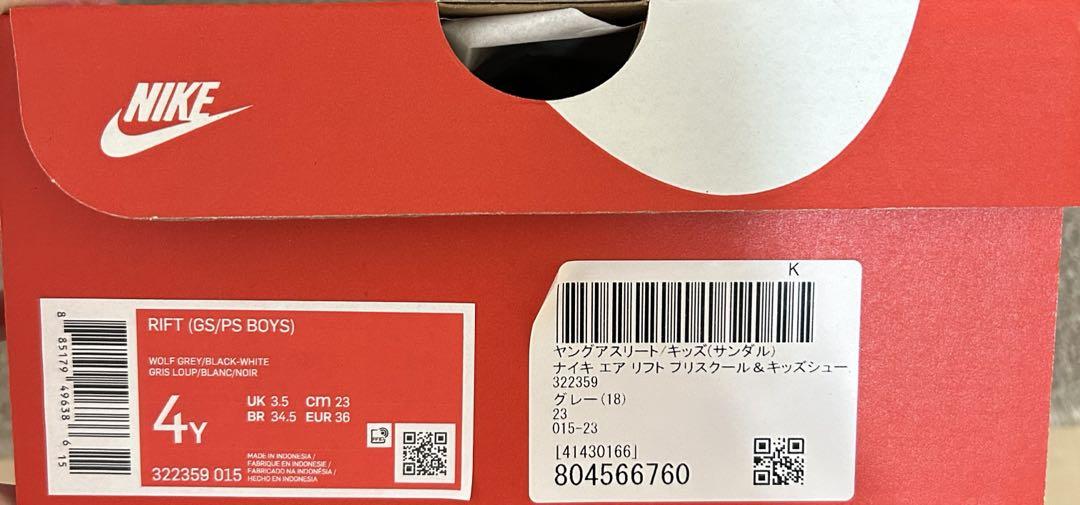 NIKE
8 85179 49638 6 15
RIFT (GS/PS BOYS)
WOLF GREY/BLACK-WHITE
GRIS LOUP/BLANC/NOIR
4Y
UK 3.5 cm 23
BR 34.5 EUR 36
322359 015
MADE IN INDONESIA/
FABRIQUE EN INDONESIE/
FABRICADO NA INDONÉSIA/
HECHO EN INDONESIA
K
ヤングアスリート/キッズ(サンダル)
ナイキ エア リフト プリスクール&キッズシュー
322359
グレー(18)
23
015-23
[41430166]
804566760